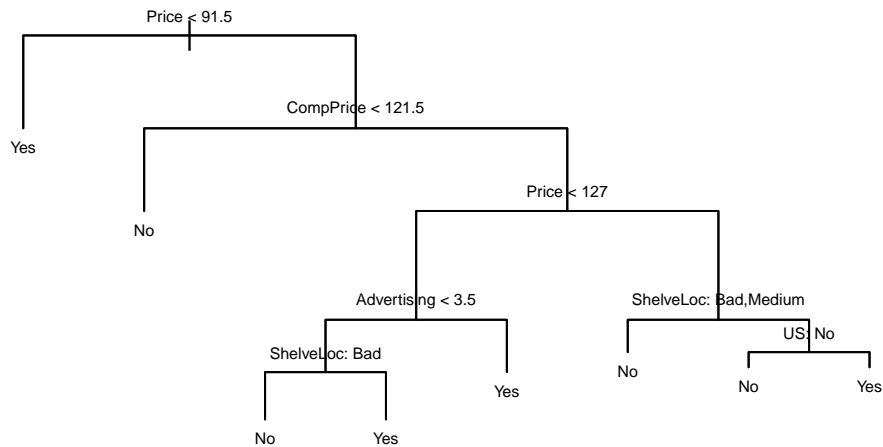 Price < 91.5
CompPrice < 121.5
Yes
Price < 127
No
Advertising < 3.5
ShelveLoc: Bad,Medium
US: No
ShelveLoc: Bad
No
No
Yes
Yes
No
Yes